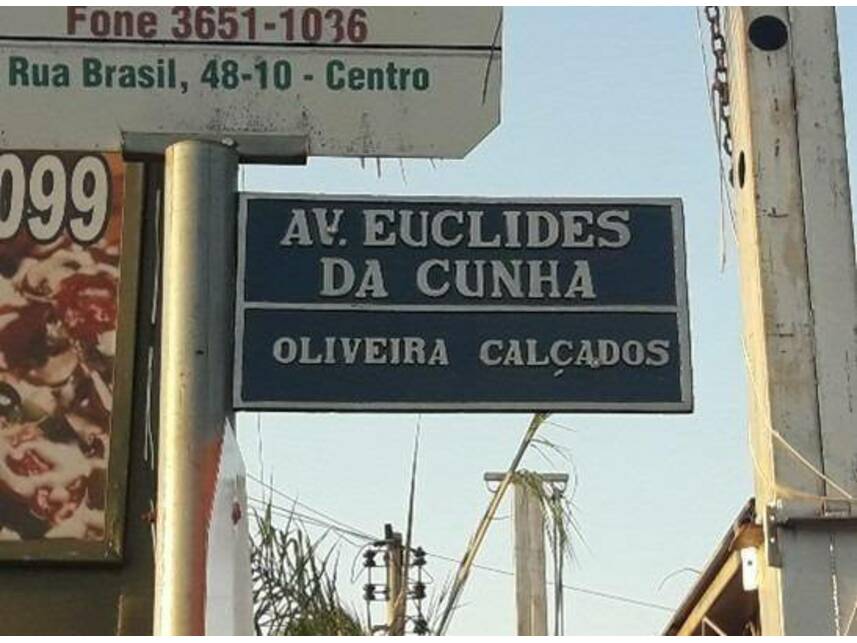 Fone 3651-1036
Rua Brasil, 48-10 - Centro
099
AV. EUCLIDES
DA CUNHA
OLIVEIRA CALÇADOS